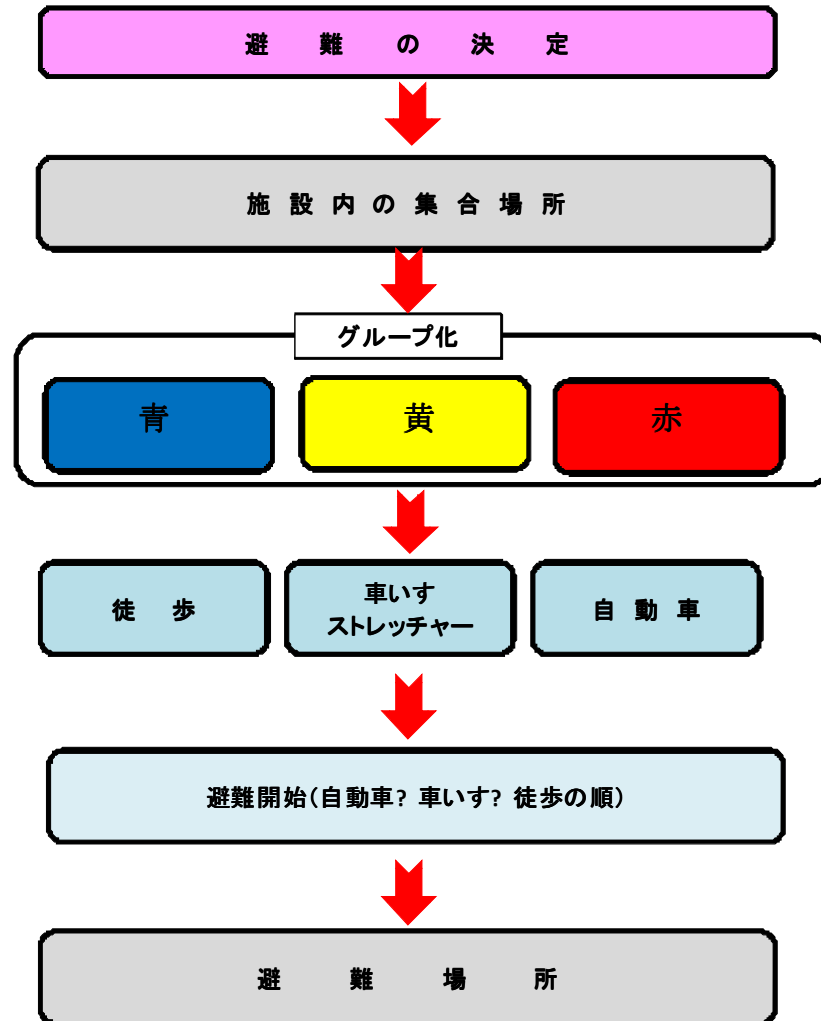 避難の決定
施設内の集合場所
グループ化
青
黄
赤
徒歩
車いす
ストレッチャー
自動車
避難開始(自動車? 車いす? 徒歩の順)
避難場所